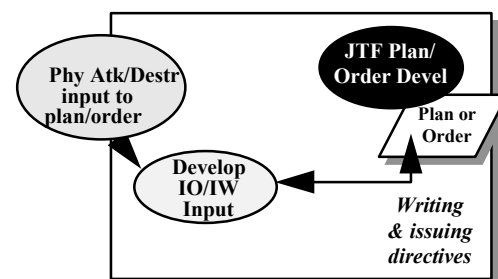 Phy Atk/Destr
input to
plan/order
JTF Plan/
Order Devel
Plan or
Order
Develop
IO/IW
Input
Writing
& issuing
directives